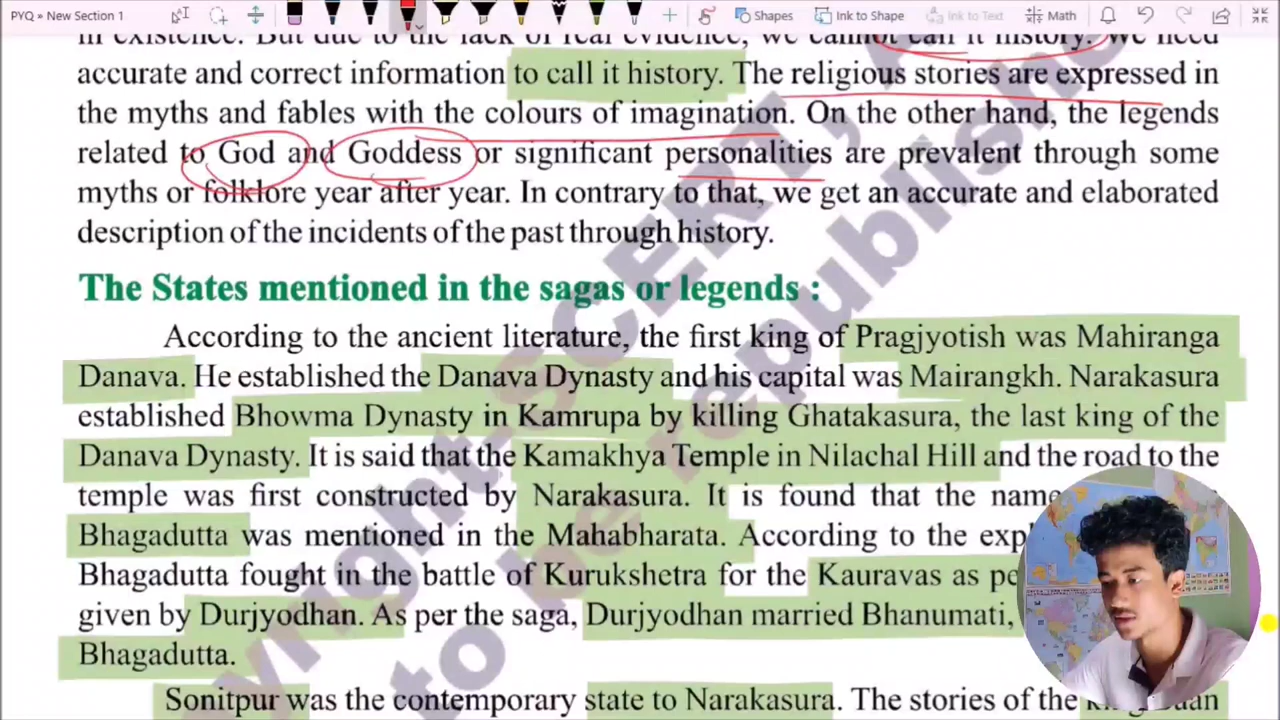 PYQ » New Section 1
Shapes
Ink to Shape
Ink to Text
Math
in existence. But due to the lack of real evidence, we cannot call it history. We need
accurate and correct information to call it history. The religious stories are expressed in
the myths and fables with the colours of imagination. On the other hand, the legends
related to God and Goddess or significant personalities are prevalent through some
myths or folklore year after year. In contrary to that, we get an accurate and elaborated
description of the incidents of the past through history.
The States mentioned in the sagas or legends :
According to the ancient literature, the first king of Pragjyotish was Mahiranga
Danava. He established the Danava Dynasty and his capital was Mairangkh. Narakasura
established Bhowma Dynasty in Kamrupa by killing Ghatakasura, the last king of the
Danava Dynasty. It is said that the Kamakhya Temple in Nilachal Hill and the road to the
temple was first constructed by Narakasura. It is found that the name
Bhagadutta was mentioned in the Mahabharata. According to the
Bhagadutta fought in the battle of Kurukshetra for the Kauravas as
given by Durjyodhan. As per the saga, Durjyodhan married Bhanumati,
Bhagadutta.
Sonitpur was the contemporary state to Narakasura. The stories of the